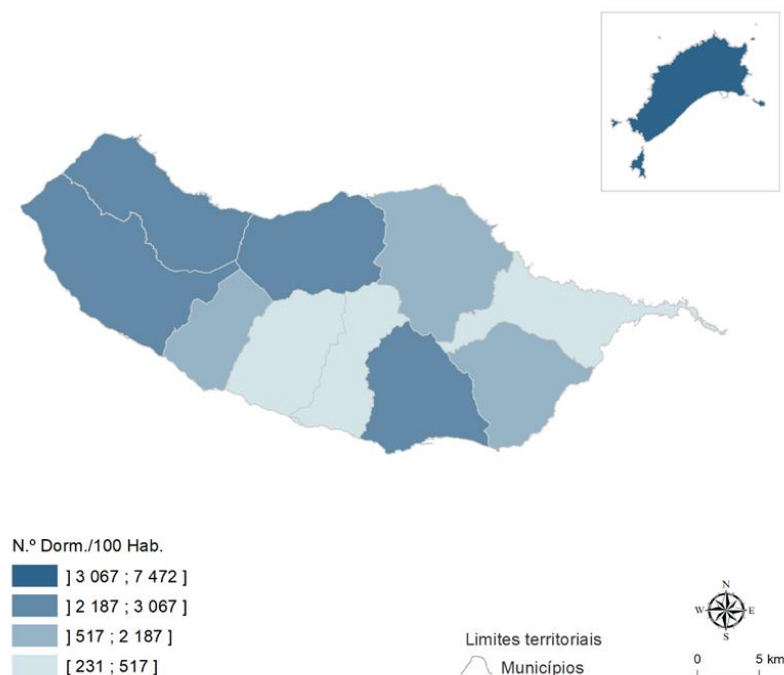 N.º Dorm./100 Hab.
] 3 067 ; 7 472 ]
] 2 187 ; 3 067 ]
] 517 ; 2 187 ]
[ 231 ; 517 ]
Limites territoriais
Municípios
N
W E
S
0 5 km